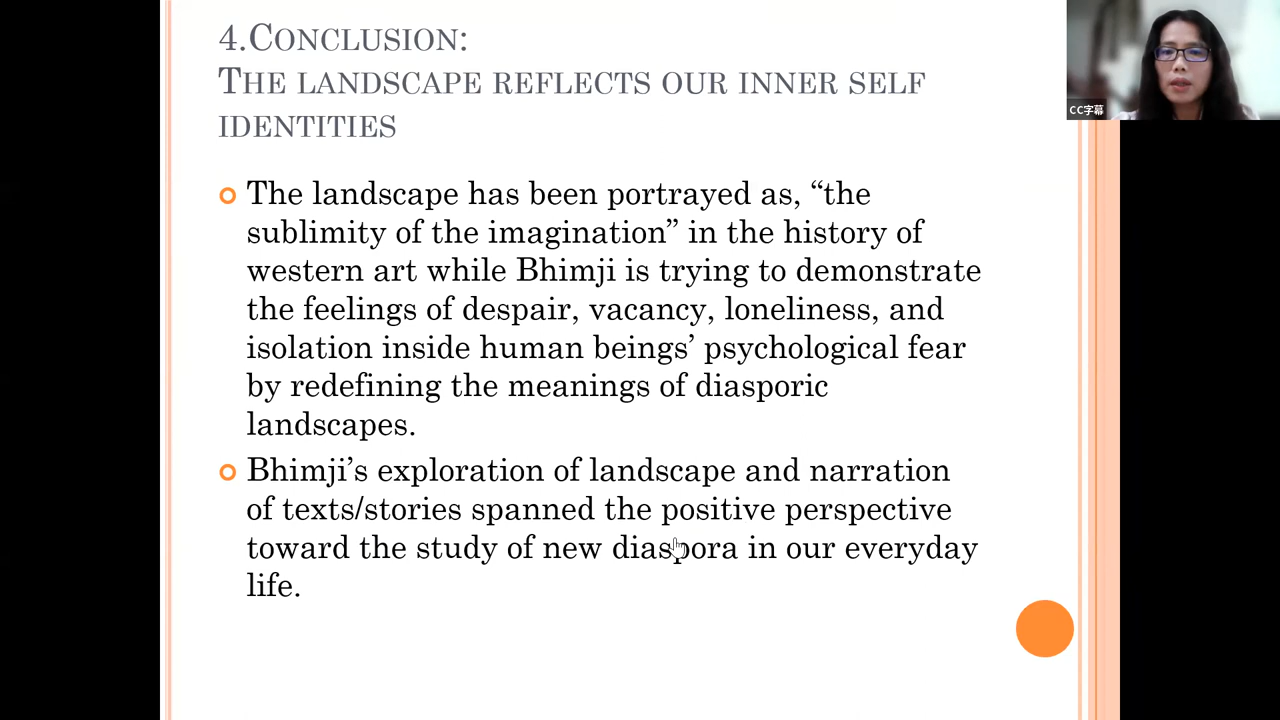 4.CONCLUSION:
THE LANDSCAPE REFLECTS OUR INNER SELF
IDENTITIES
The landscape has been portrayed as, “the
sublimity of the imagination” in the history of
western art while Bhimji is trying to demonstrate
the feelings of despair, vacancy, loneliness, and
isolation inside human beings’ psychological fear
by redefining the meanings of diasporic
landscapes.
Bhimji’s exploration of landscape and narration
of texts/stories spanned the positive perspective
toward the study of new diaspora in our everyday
life.
CC字幕